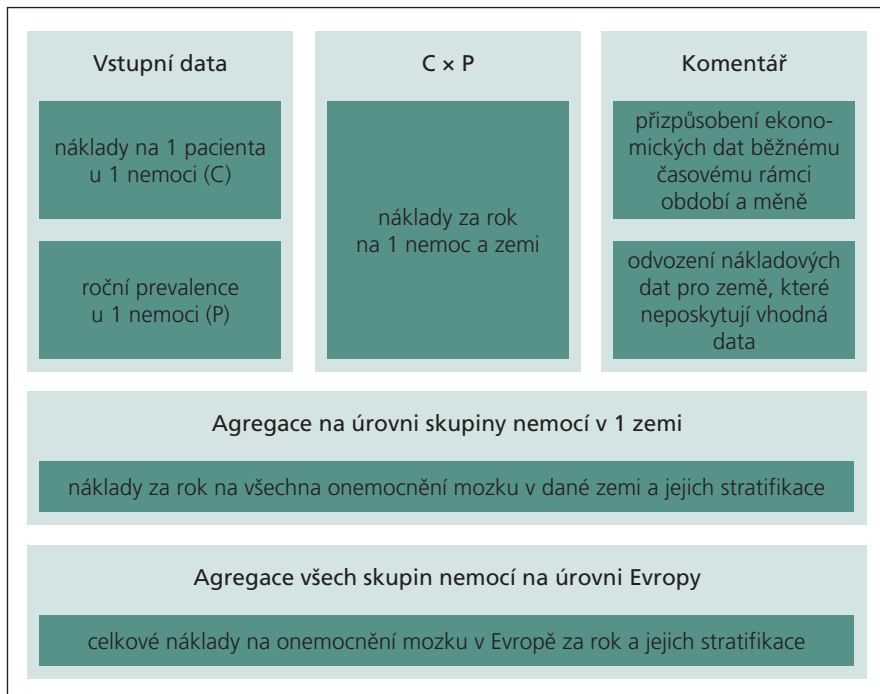 Vstupní data
náklady na 1 pacienta
u 1 nemoci (C)
roční prevalence
u 1 nemoci (P)
C × P
náklady za rok
na 1 nemoc a zemi
Komentář
přizpůsobení ekono-
mických dat běžnému
časovému rámci
období a měně
odvození nákladových
dat pro země, které
neposkytují vhodná
data
Agregace na úrovni skupiny nemocí v 1 zemi
náklady za rok na všechna onemocnění mozku v dané zemi a jejich stratifikace
Agregace všech skupin nemocí na úrovni Evropy
celkové náklady na onemocnění mozku v Evropě za rok a jejich stratifikace